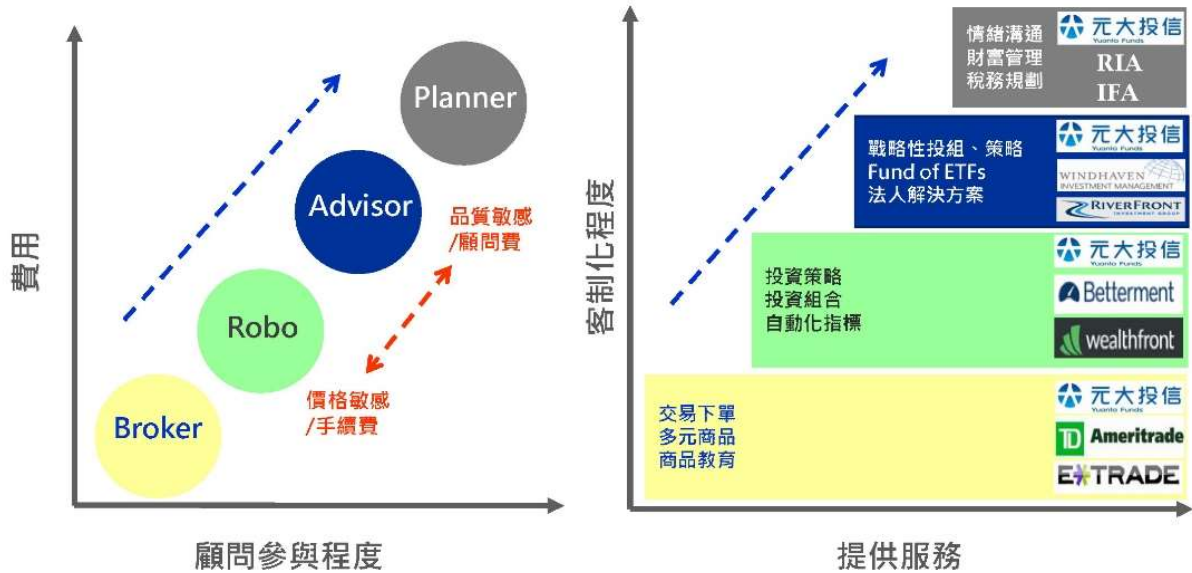 費用
Planner
Advisor
Robo
Broker
品質敏感
/顧問費
價格敏感
/手續費
顧問參與程度
客制化程度
情緒溝通
財富管理
稅務規劃
元大投信
Yuanta Funds
RIA
IFA
戰略性投組、策略
Fund of ETFs
法人解決方案
元大投信
Yuanta Funds
WINDHAVEN
INVESTMENT MANAGEMENT
RIVERFRONT
INVESTMENT GROUP
投資策略
投資組合
自動化指標
元大投信
Yuanta Funds
Betterment
wealthfront
交易下單
多元商品
商品教育
元大投信
Yuanta Funds
TD Ameritrade
E*TRADE
提供服務